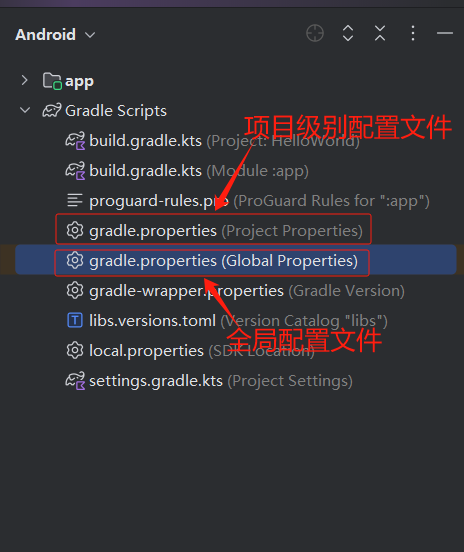 Android
app
Gradle Scripts
项目级别配置文件
build.gradle.kts (Project: HelloWorld)
build.gradle.kts (Module :app)
proguard-rules.pro (ProGuard Rules for ":app")
gradle.properties (Project Properties)
gradle.properties (Global Properties)
gradle-wrapper.properties (Gradle Version)
libs.versions.toml (Version Catalog "libs")
全局配置文件
local.properties (SDK Location)
settings.gradle.kts (Project Settings)